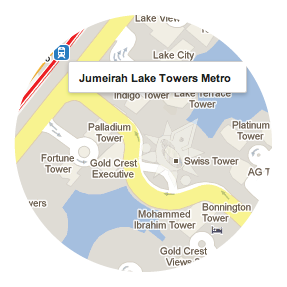 Lake View
Lake City
Jumeirah Lake Towers Metro
Indigo Tower
Lake Terrace
Tower
Palladium
Tower
Platinum
Tower
Fortune
Tower
Gold Crest
Executive
Swiss Tower
AG T
vers
Mohammed
Ibrahim Tower
Bonnington
Tower
Gold Crest
Views